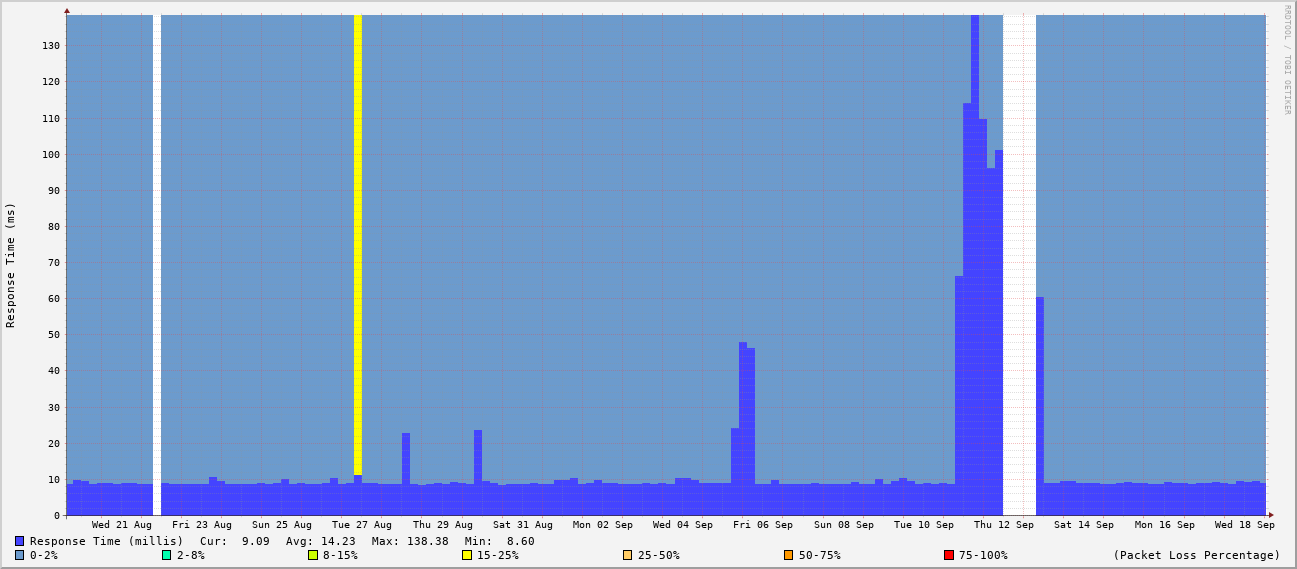 RRDTOOL / TOBI OETIKER
Response Time (ms)
130
120
110
100
90
80
70
60
50
40
30
20
10
0
Wed 21 Aug Fri 23 Aug Sun 25 Aug Tue 27 Aug Thu 29 Aug Sat 31 Aug Mon 02 Sep Wed 04 Sep Fri 06 Sep Sun 08 Sep Tue 10 Sep Thu 12 Sep Sat 14 Sep Mon 16 Sep Wed 18 Sep
Response Time (millis) Cur: 9.09 Avg: 14.23 Max: 138.38 Min: 8.60
0-2% 2-8% 8-15% 15-25% 25-50% 50-75% 75-100% (Packet Loss Percentage)